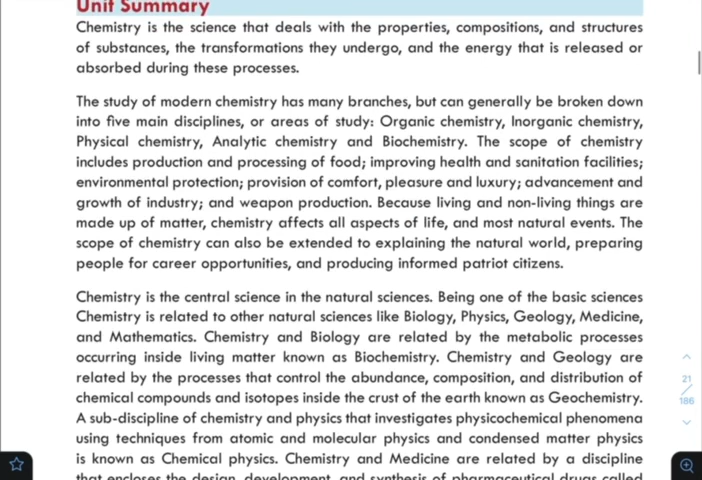 Unit Summary
Chemistry is the science that deals with the properties, compositions, and structures
of substances, the transformations they undergo, and the energy that is released or
absorbed during these processes.
The study of modern chemistry has many branches, but can generally be broken down
into five main disciplines, or areas of study: Organic chemistry, Inorganic chemistry,
Physical chemistry, Analytic chemistry and Biochemistry. The scope of chemistry
includes production and processing of food; improving health and sanitation facilities;
environmental protection; provision of comfort, pleasure and luxury; advancement and
growth of industry; and weapon production. Because living and non-living things are
made up of matter, chemistry affects all aspects of life, and most natural events. The
scope of chemistry can also be extended to explaining the natural world, preparing
people for career opportunities, and producing informed patriot citizens.
Chemistry is the central science in the natural sciences. Being one of the basic sciences
Chemistry is related to other natural sciences like Biology, Physics, Geology, Medicine,
and Mathematics. Chemistry and Biology are related by the metabolic processes
occurring inside living matter known as Biochemistry. Chemistry and Geology are
related by the processes that control the abundance, composition, and distribution of
chemical compounds and isotopes inside the crust of the earth known as Geochemistry.
A sub-discipline of chemistry and physics that investigates physicochemical phenomena
using techniques from atomic and molecular physics and condensed matter physics
is known as Chemical physics. Chemistry and Medicine are related by a discipline
that encloses the design, development, and synthesis of pharmaceutical drugs called
21
/
186